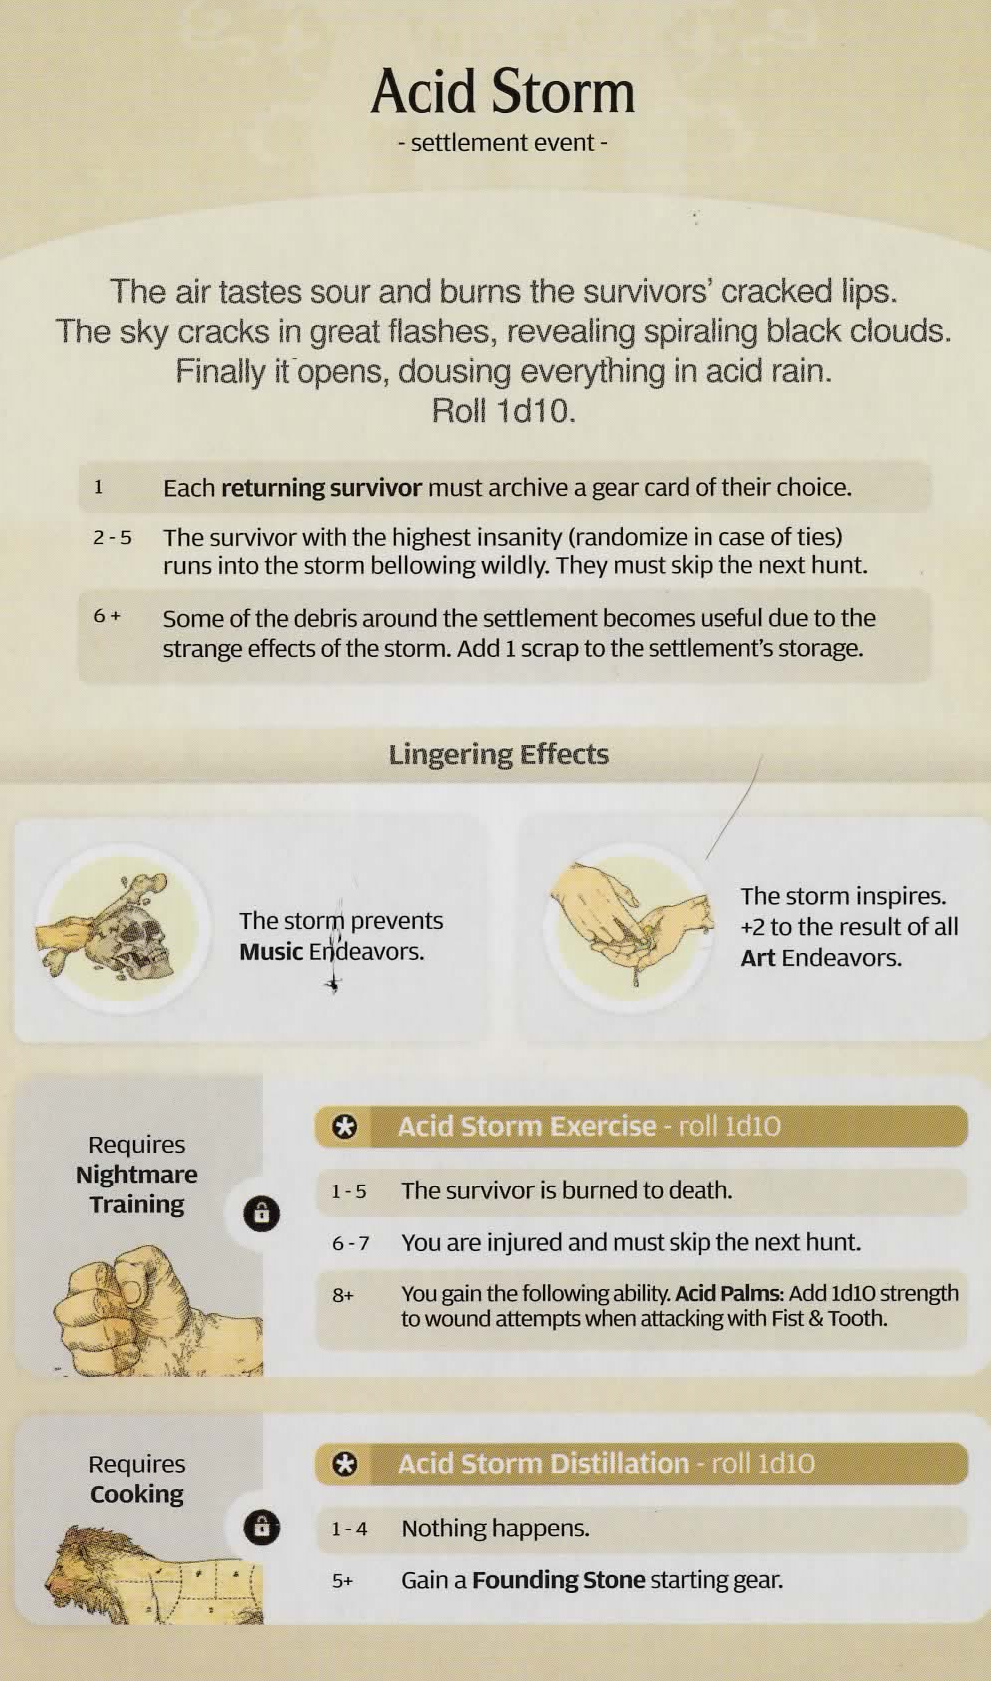 Acid Storm
- settlement event -
The air tastes sour and burns the survivors' cracked lips.
The sky cracks in great flashes, revealing spiraling black clouds.
Finally it opens, dousing everything in acid rain.
Roll 1d10.
1 Each returning survivor must archive a gear card of their choice.
2 - 5 The survivor with the highest insanity (randomize in case of ties)
runs into the storm bellowing wildly. They must skip the next hunt.
6 + Some of the debris around the settlement becomes useful due to the
strange effects of the storm. Add 1 scrap to the settlement's storage.
Lingering Effects
The storm prevents
Music Endeavors.
The storm inspires.
+2 to the result of all
Art Endeavors.
Requires
Nightmare
Training
Acid Storm Exercise - roll 1d10
1 - 5 The survivor is burned to death.
6 - 7 You are injured and must skip the next hunt.
8+ You gain the following ability. Acid Palms: Add 1d10 strength
to wound attempts when attacking with Fist & Tooth.
Requires
Cooking
Acid Storm Distillation - roll 1d10
1 - 4 Nothing happens.
5+ Gain a Founding Stone starting gear.